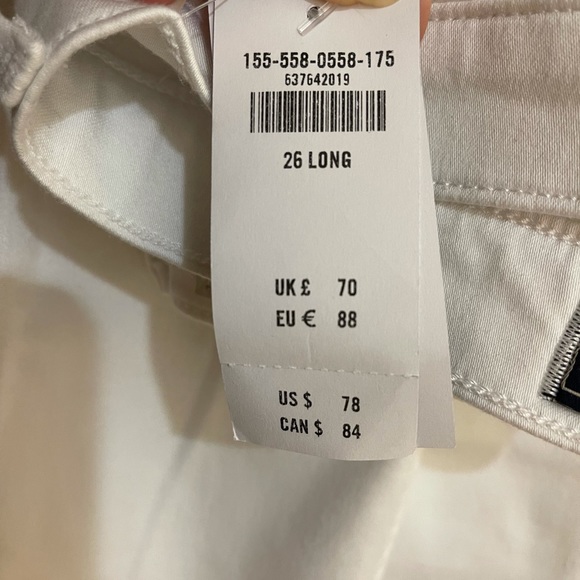 155-558-0558-175
637642019
26 LONG
UK £ 70
EU € 88
US $ 78
CAN $ 84